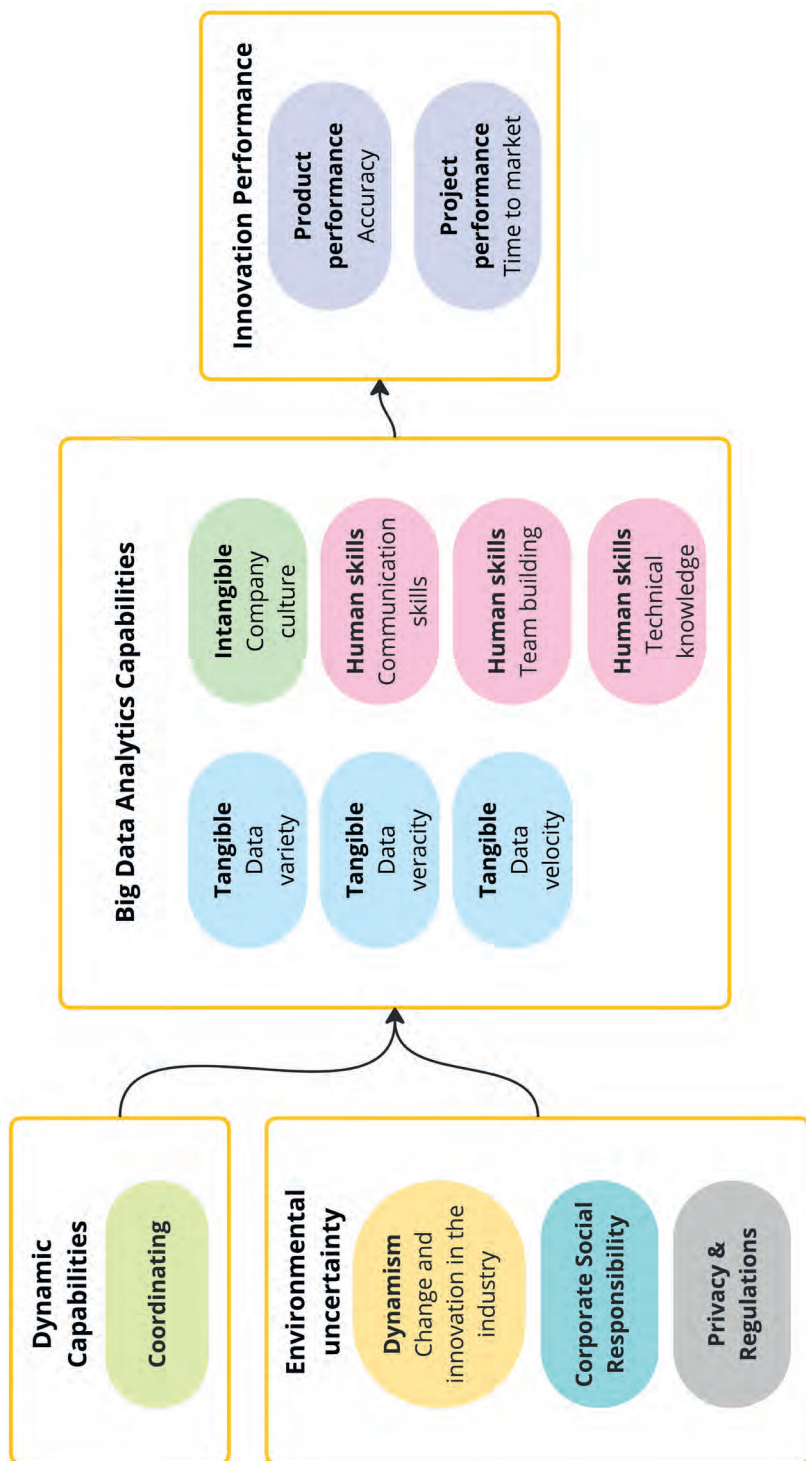 Dynamic
Capabilities
Coordinating
Environmental
uncertainty
Dynamism
Change and
innovation in the
industry
Corporate Social
Responsibility
Privacy &
Regulations
Big Data Analytics Capabilities
Tangible
Data
variety
Tangible
Data
veracity
Tangible
Data
velocity
Intangible
Company
culture
Human skills
Communication
skills
Human skills
Team building
Human skills
Technical
knowledge
Innovation Performance
Product
performance
Accuracy
Project
performance
Time to market